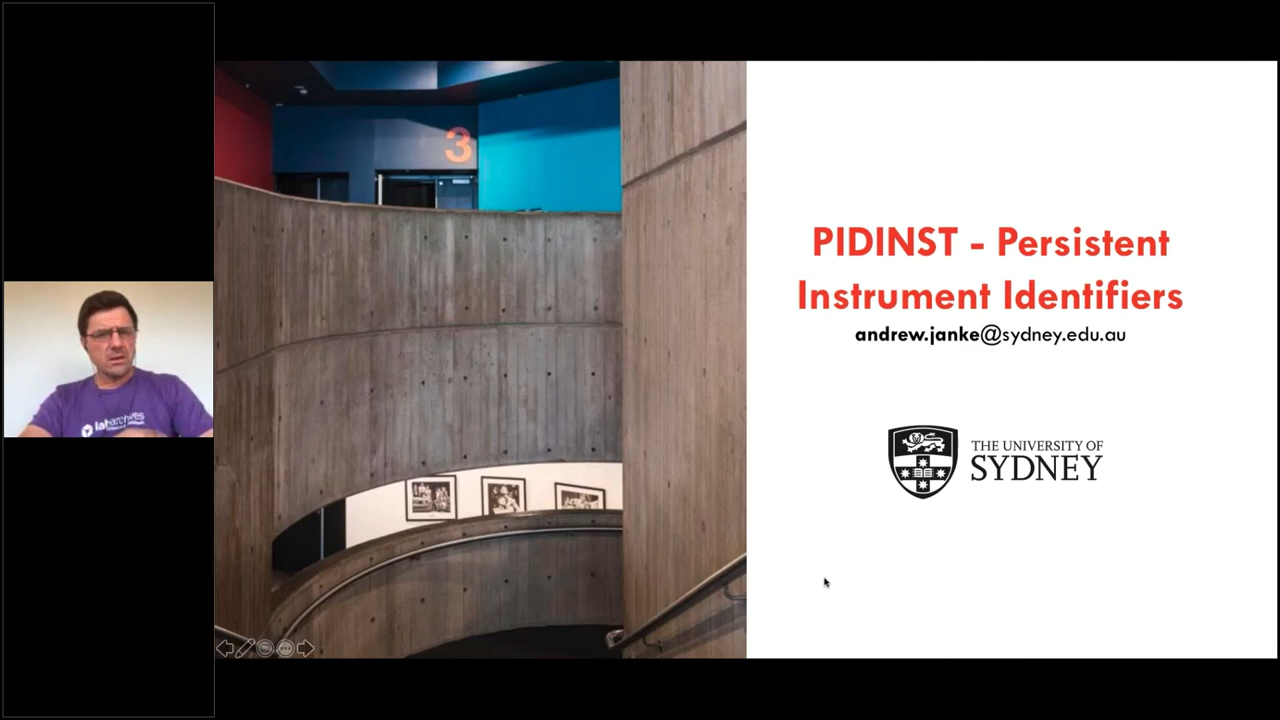 3
labarchives
PIDINST - Persistent
Instrument Identifiers
andrew.janke@sydney.edu.au
THE UNIVERSITY OF
SYDNEY